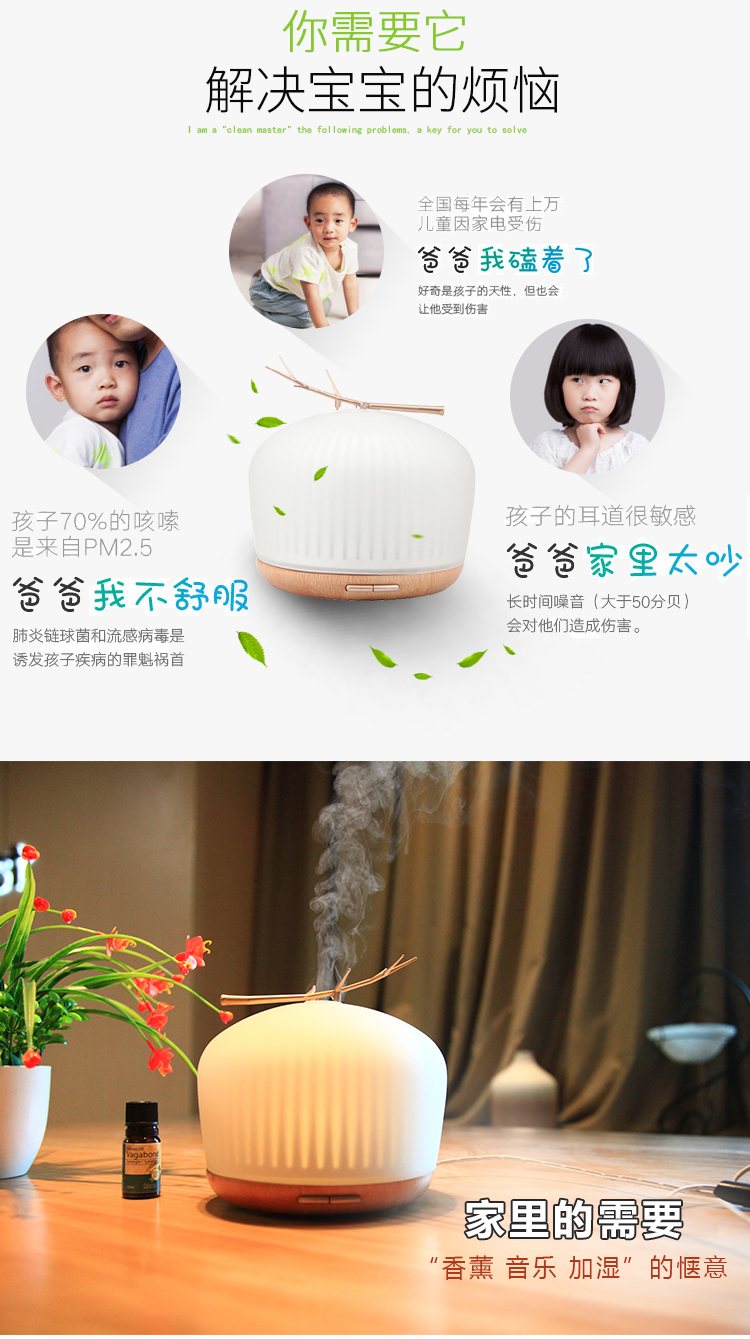 你需要它
解决宝宝的烦恼
I am a "clean master" the following problems, a key for you to solve
全国每年会有上万
儿童因家电受伤
爸爸我磕着了
好奇是孩子的天性，但也会
让他受到伤害
孩子70%的咳嗦
是来自PM2.5
爸爸我不舒服
肺炎链球菌和流感病毒是
诱发孩子疾病的罪魁祸首
孩子的耳道很敏感
爸爸家里太吵
长时间噪音（大于50分贝）
会对他们造成伤害。
Vagabond
家里的需要
“香薰 音乐 加湿”的惬意